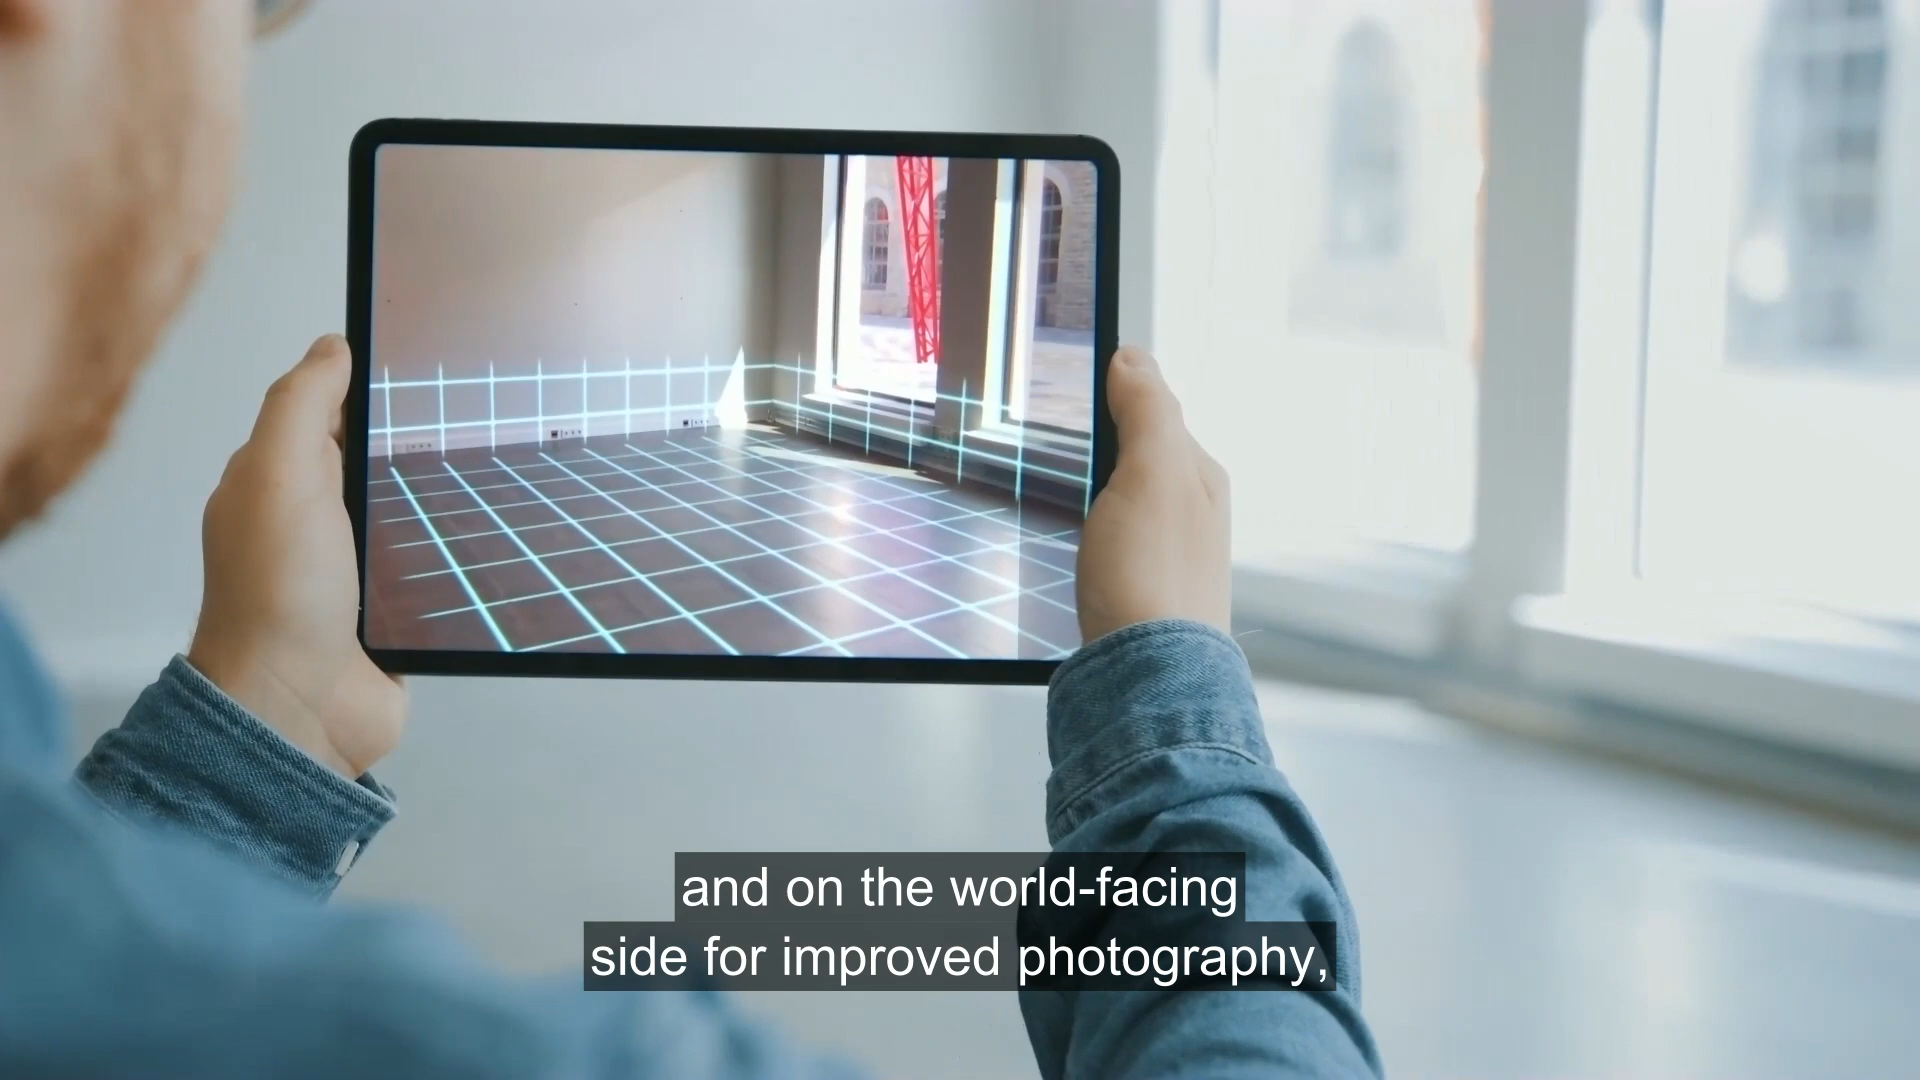 and on the world-facing
side for improved photography,